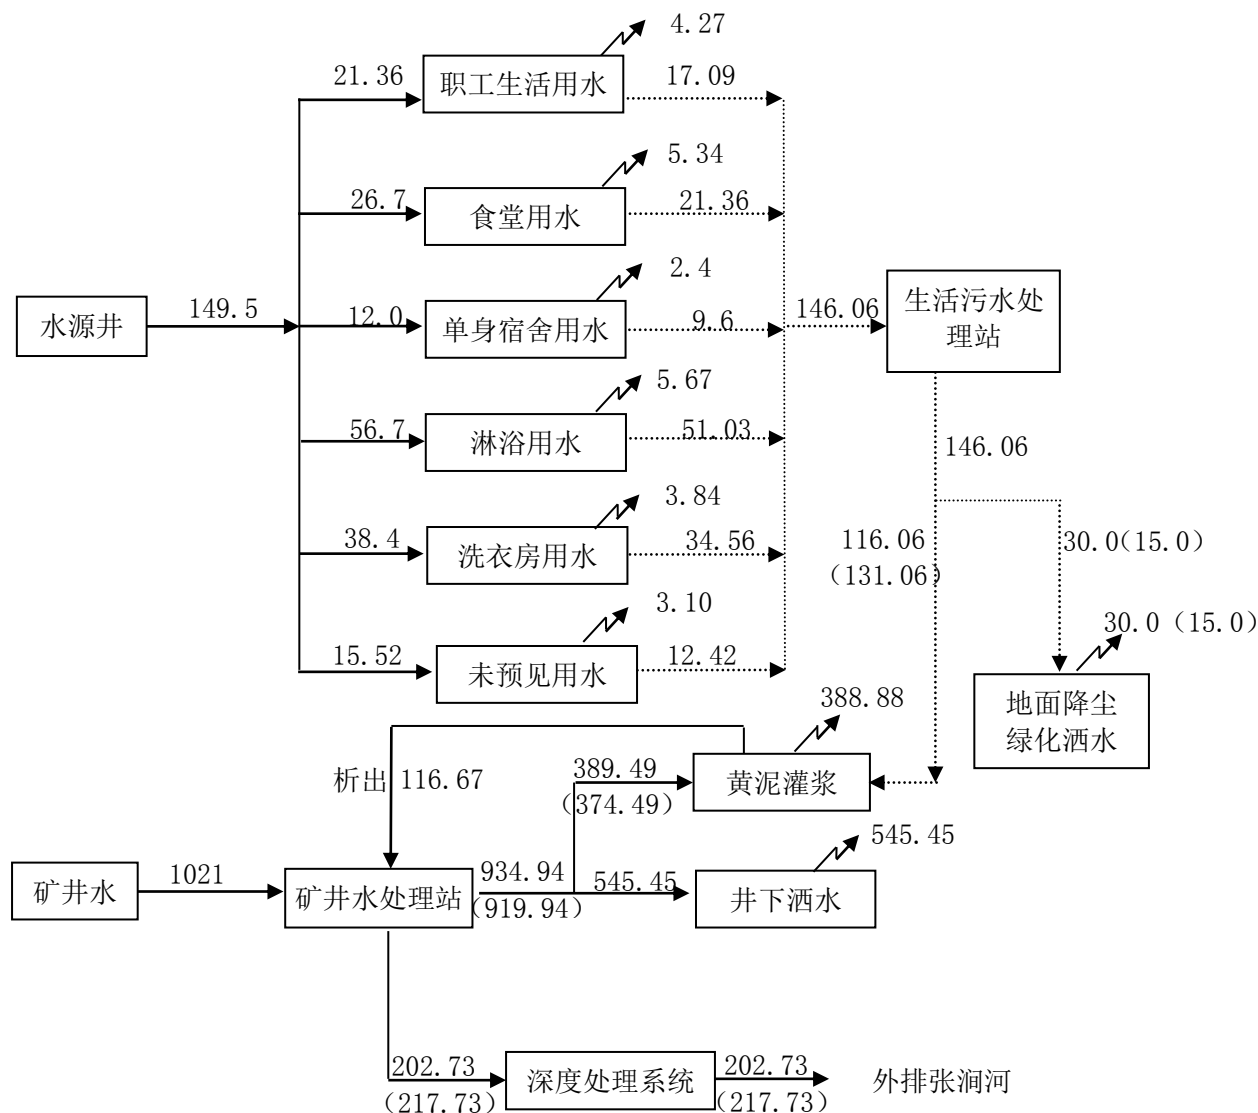 4.27
21.36
职工生活用水
17.09
5.34
26.7
食堂用水
21.36
2.4
水源井
149.5
12.0
单身宿舍用水
9.6
146.06
生活污水处
理站
5.67
56.7
淋浴用水
51.03
146.06
3.84
38.4
洗衣房用水
34.56
116.06
(131.06)
30.0(15.0)
3.10
15.52
未预见用水
12.42
30.0（15.0）
地面降尘
绿化洒水
388.88
析出
116.67
389.49
(374.49)
黄泥灌浆
545.45
矿井水
1021
矿井水处理站
934.94
(919.94)
545.45
井下洒水
202.73
(217.73)
深度处理系统
202.73
(217.73)
外排张涧河